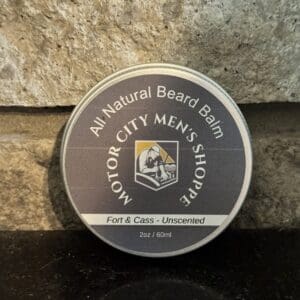 All Natural Beard Balm
MOTOR CITY MEN'S SHOPPE
Fort & Cass - Unscented
2oz / 60ml